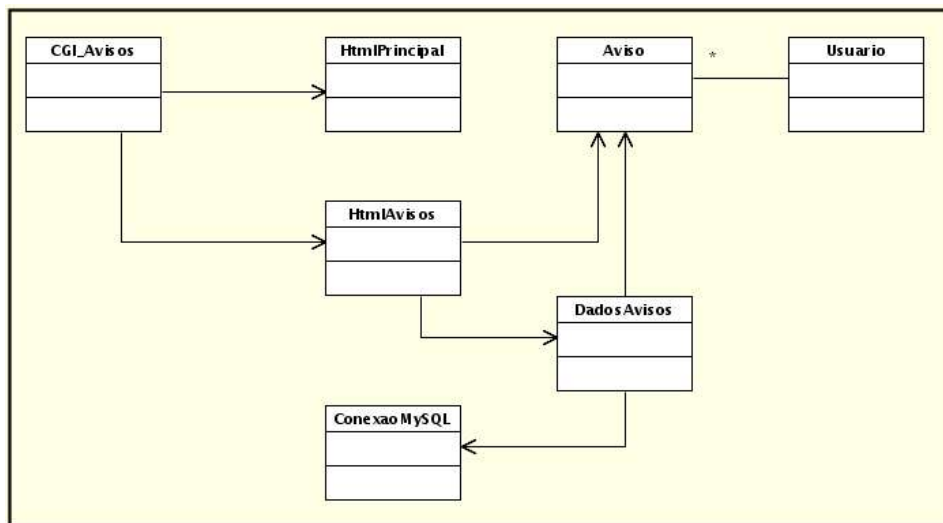 CGI_Avisos
HtmlPrincipal
Aviso
*
Usuario
HtmlAvisos
DadosAvisos
ConexaoMySQL